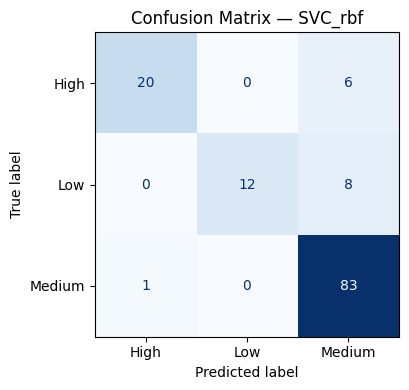 Confusion Matrix — SVC_rbf
True label
High 20 0 6
Low 0 12 8
Medium 1 0 83
High Low Medium
Predicted label